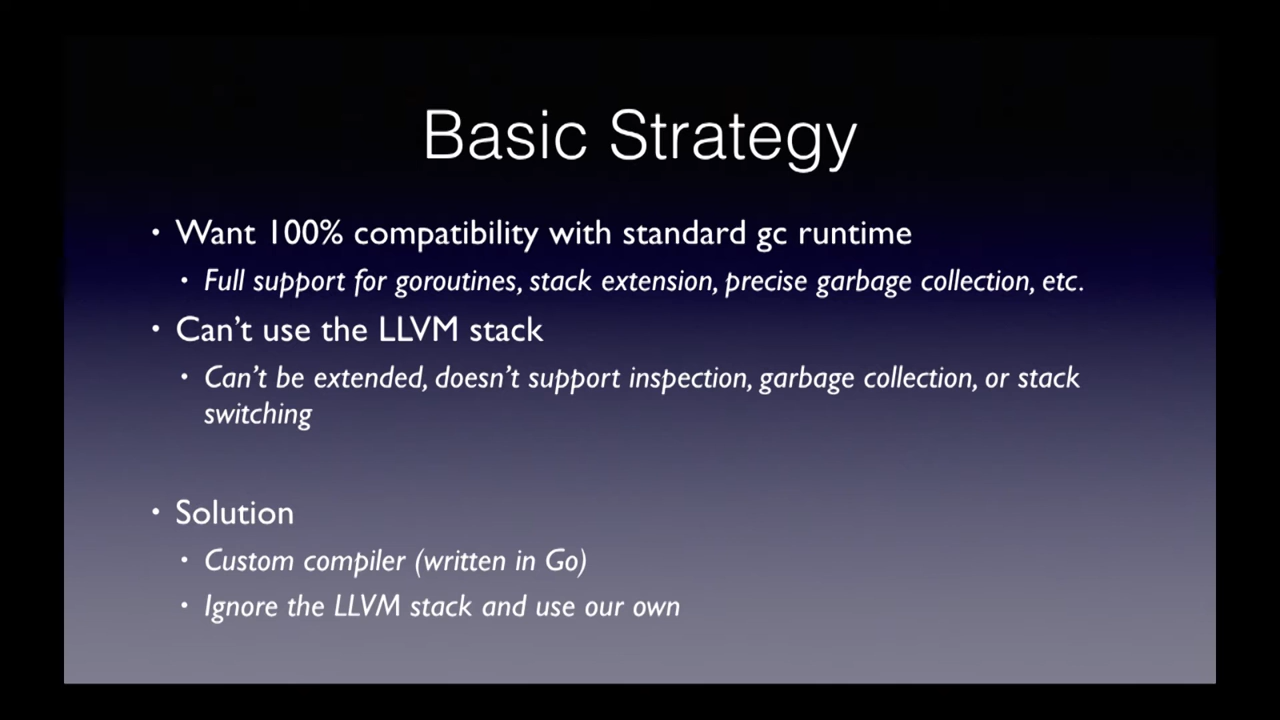 Basic Strategy
• Want 100% compatibility with standard gc runtime
• Full support for goroutines, stack extension, precise garbage collection, etc.
• Can’t use the LLVM stack
• Can’t be extended, doesn’t support inspection, garbage collection, or stack
switching
• Solution
• Custom compiler (written in Go)
• Ignore the LLVM stack and use our own